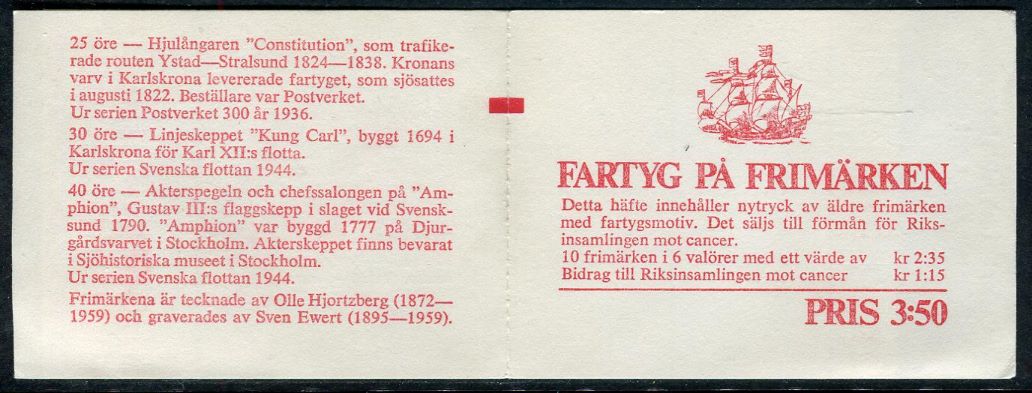 25 öre — Hjulångaren "Constitution", som trafike-
rade routen Ystad—Stralsund 1824—1838. Kronans
varv i Karlskrona levererade fartyget, som sjösattes
i augusti 1822. Beställare var Postverket.
Ur serien Postverket 300 år 1936.
30 öre — Linjeskeppet "Kung Carl", byggt 1694 i
Karlskrona för Karl XII:s flotta.
Ur serien Svenska flottan 1944.
40 öre — Akterspegeln och chefssalongen på "Am-
phion", Gustav III:s flaggskepp i slaget vid Svensk-
sund 1790. "Amphion" var byggd 1777 på Djur-
gårdsvarvet i Stockholm. Akterskeppet finns bevarat
i Sjöhistoriska museet i Stockholm.
Ur serien Svenska flottan 1944.
Frimärkena är tecknade av Olle Hjortzberg (1872—
1959) och graverades av Sven Ewert (1895—1959).
FARTYG PÅ FRIMÄRKEN
Detta häfte innehåller nytryck av äldre frimärken
med fartygsmotiv. Det säljs till förmån för Riks-
insamlingen mot cancer.
10 frimärken i 6 valörer med ett värde av kr 2:35
Bidrag till Riksinsamlingen mot cancer kr 1:15
PRIS 3:50